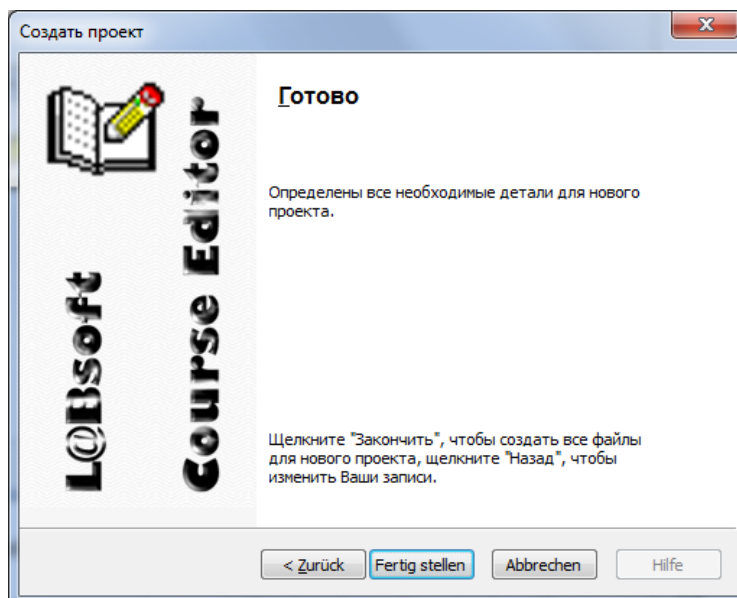 Создать проект
L@Bsoft
Course Editor
Готово
Определены все необходимые детали для нового
проекта.
Щелкните "Закончить", чтобы создать все файлы
для нового проекта, щелкните "Назад", чтобы
изменить Ваши записи.
< Zurück
Fertig stellen
Abbrechen
Hilfe